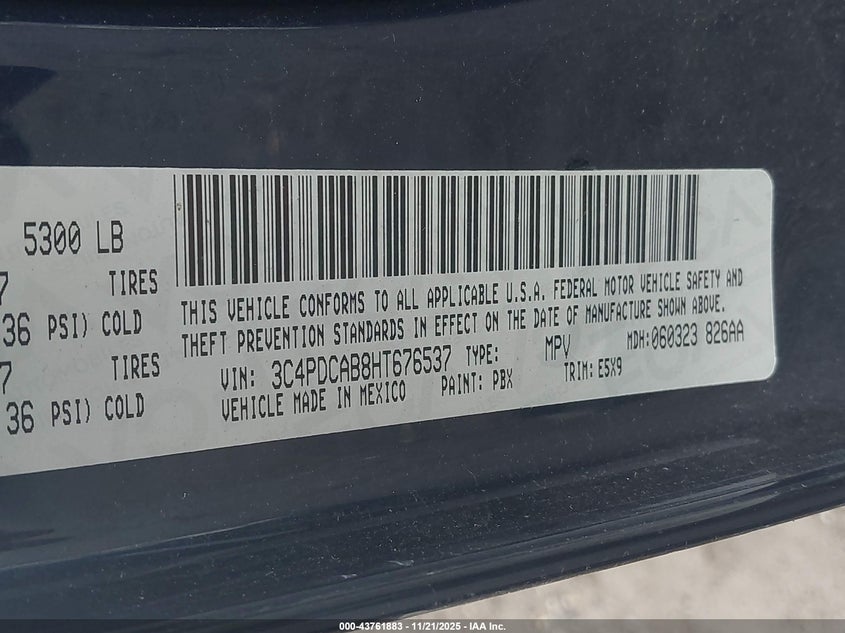 5300 LB
7 TIRES
36 PSI) COLD
7 TIRES
36 PSI) COLD
THIS VEHICLE CONFORMS TO ALL APPLICABLE U.S.A. FEDERAL MOTOR VEHICLE SAFETY AND
THEFT PREVENTION STANDARDS IN EFFECT ON THE DATE OF MANUFACTURE SHOWN ABOVE.
VIN: 3C4PDCAB8HT676537 TYPE: MPV MDH:060323 826AA
VEHICLE MADE IN MEXICO PAINT: PBX TRIM: E5X9
000-43761883 - 11/21/2025 - IAA Inc.